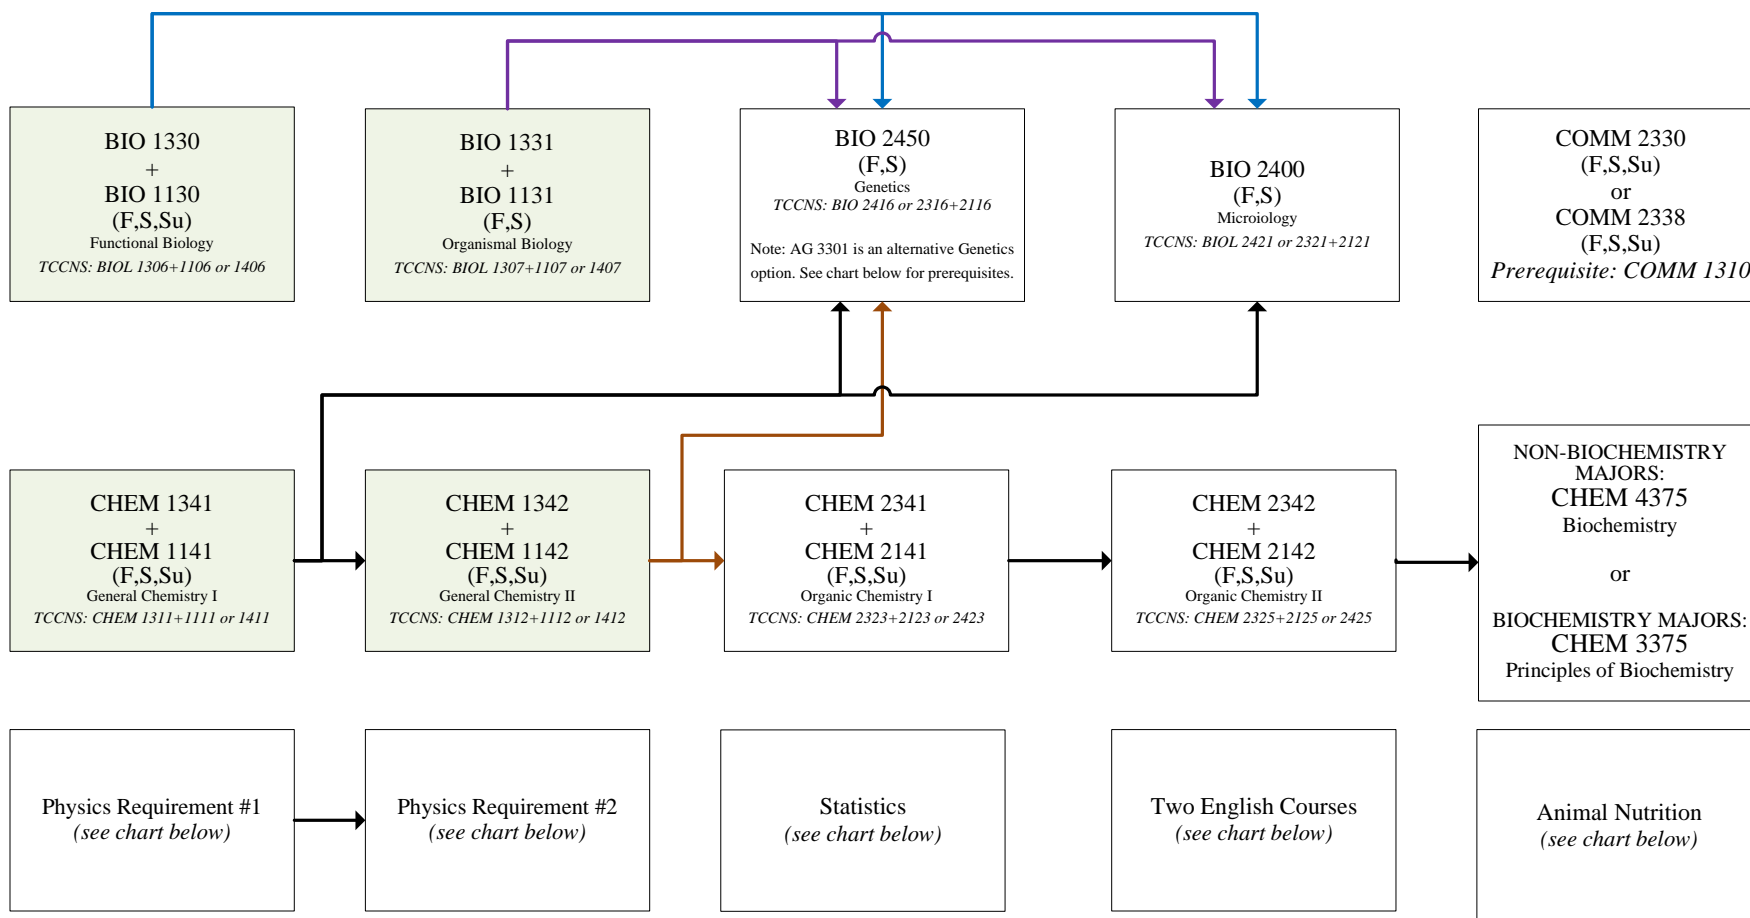 BIO 1330
+
BIO 1130
(F,S,Su)
Functional Biology
TCCNS: BIOL 1306+1106 or 1406
BIO 1331
+
BIO 1131
(F,S)
Organismal Biology
TCCNS: BIOL 1307+1107 or 1407
BIO 2450
(F,S)
Genetics
TCCNS: BIO 2416 or 2316+2116
Note: AG 3301 is an alternative Genetics
option. See chart below for prerequisites.
BIO 2400
(F,S)
Microiology
TCCNS: BIOL 2421 or 2321+2121
COMM 2330
(F,S,Su)
or
COMM 2338
(F,S,Su)
Prerequisite: COMM 1310
CHEM 1341
+
CHEM 1141
(F,S,Su)
General Chemistry I
TCCNS: CHEM 1311+1111 or 1411
CHEM 1342
+
CHEM 1142
(F,S,Su)
General Chemistry II
TCCNS: CHEM 1312+1112 or 1412
CHEM 2341
+
CHEM 2141
(F,S,Su)
Organic Chemistry I
TCCNS: CHEM 2323+2123 or 2423
CHEM 2342
+
CHEM 2142
(F,S,Su)
Organic Chemistry II
TCCNS: CHEM 2325+2125 or 2425
NON-BIOCHEMISTRY
MAJORS:
CHEM 4375
Biochemistry
or
BIOCHEMISTRY MAJORS:
CHEM 3375
Principles of Biochemistry
Physics Requirement #1
(see chart below)
Physics Requirement #2
(see chart below)
Statistics
(see chart below)
Two English Courses
(see chart below)
Animal Nutrition
(see chart below)